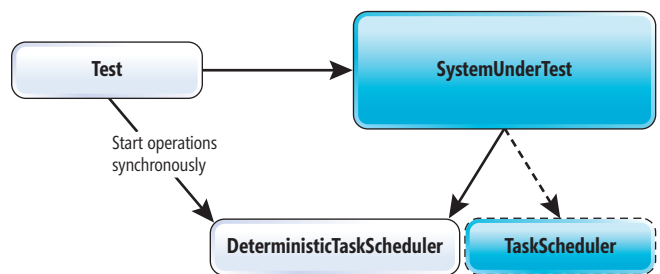 Test
SystemUnderTest
Start operations
synchronously
DeterministicTaskScheduler
TaskScheduler